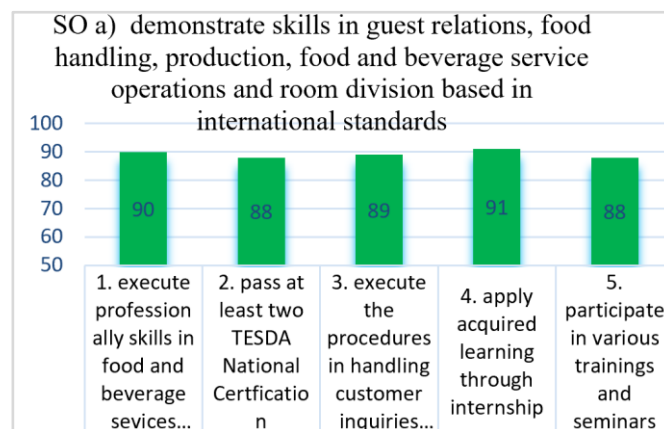 SO a) demonstrate skills in guest relations, food
handling, production, food and beverage service
operations and room division based in
international standards
100
90
80
70
60
50
90
88
89
91
88
1. execute
profession
ally skills in
food and
beverage
sevices...
2. pass at
least two
TESDA
National
Certficatio
n
3. execute
the
procedures
in handling
customer
inquiries...
4. apply
acquired
learning
through
internship
5.
participate
in various
trainings
and
seminars